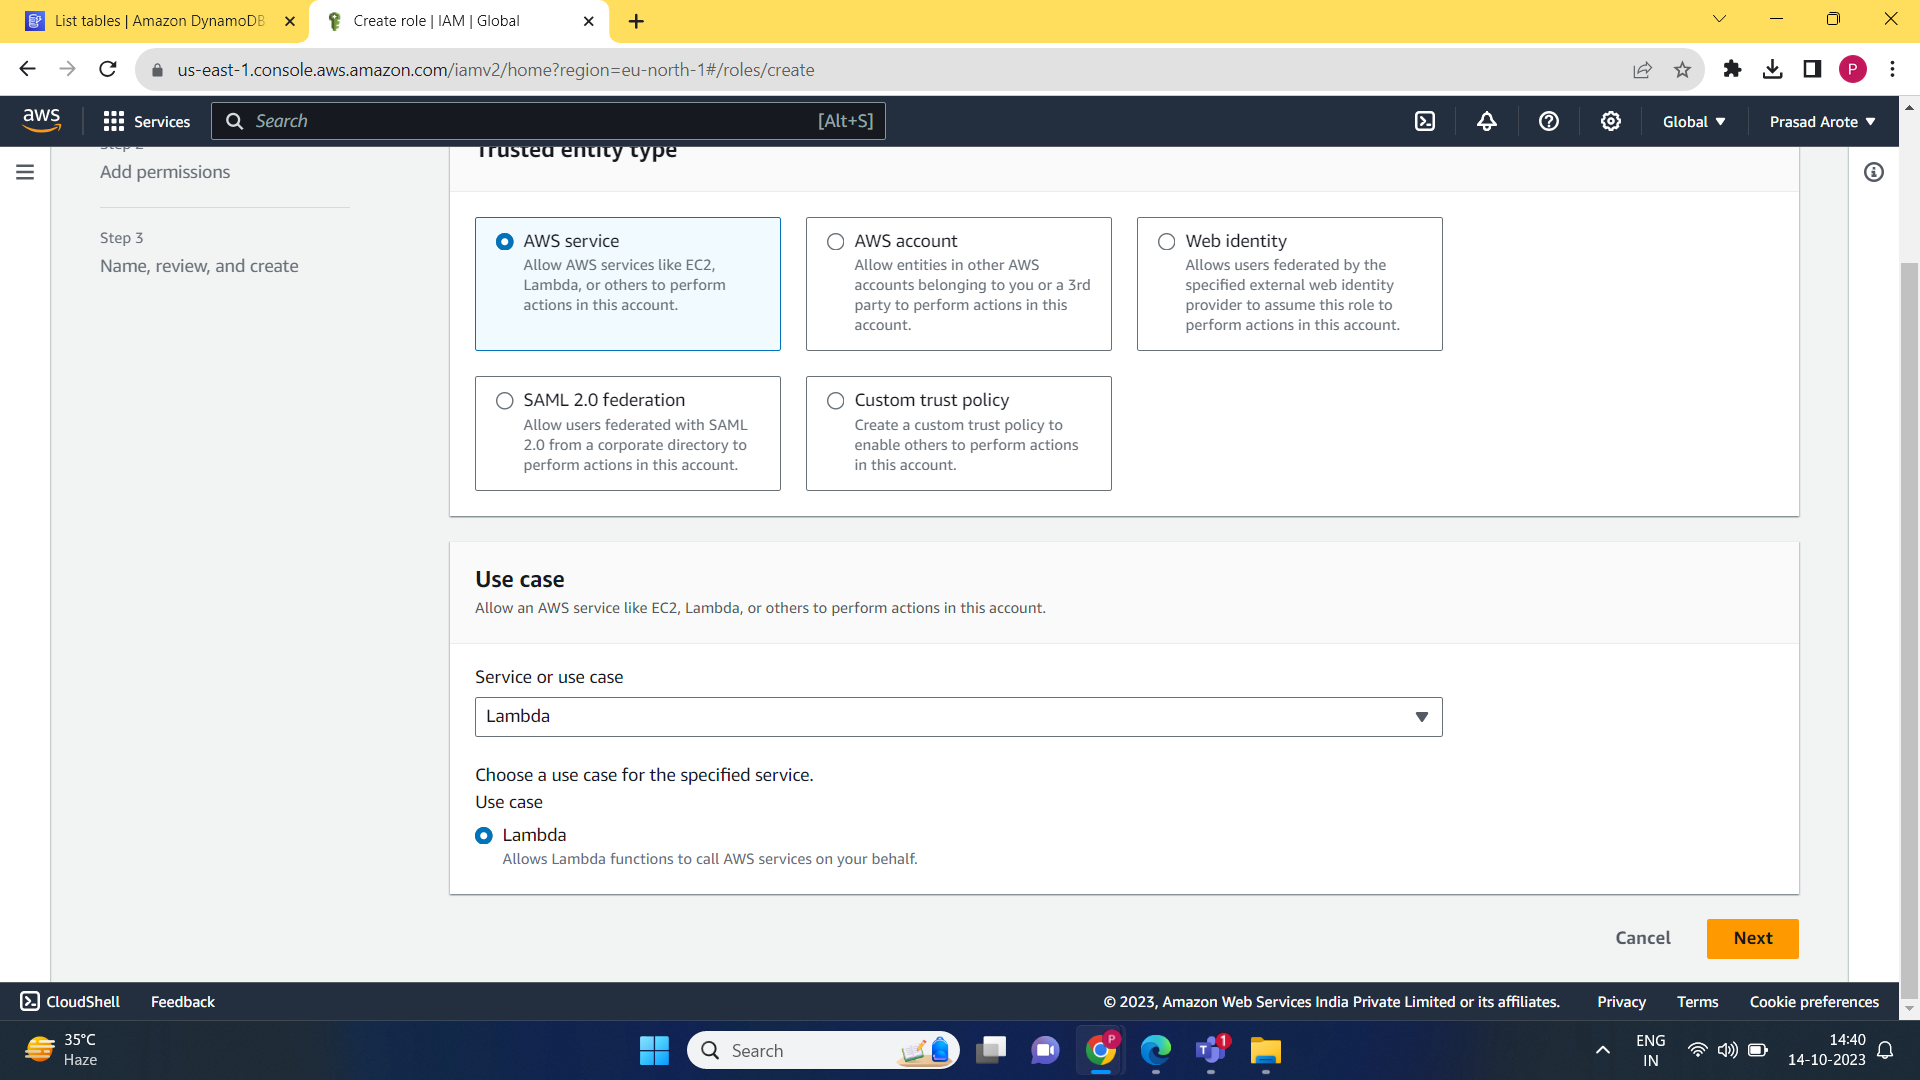 List tables | Amazon DynamoDB
Create role | IAM | Global
us-east-1.console.aws.amazon.com/iamv2/home?region=eu-north-1#/roles/create
P
aws
Services
Search
[Alt+S]
Global
Prasad Arote
Step 2
Add permissions
Step 3
Name, review, and create
Trusted entity type
AWS service
Allow AWS services like EC2,
Lambda, or others to perform
actions in this account.
AWS account
Allow entities in other AWS
accounts belonging to you or a 3rd
party to perform actions in this
account.
Web identity
Allows users federated by the
specified external web identity
provider to assume this role to
perform actions in this account.
SAML 2.0 federation
Allow users federated with SAML
2.0 from a corporate directory to
perform actions in this account.
Custom trust policy
Create a custom trust policy to
enable others to perform actions
in this account.
Use case
Allow an AWS service like EC2, Lambda, or others to perform actions in this account.
Service or use case
Lambda
Choose a use case for the specified service.
Use case
Lambda
Allows Lambda functions to call AWS services on your behalf.
Cancel
Next
CloudShell
Feedback
© 2023, Amazon Web Services India Private Limited or its affiliates.
Privacy
Terms
Cookie preferences
35°C
Haze
Search
P
1
ENG
IN
14:40
14-10-2023